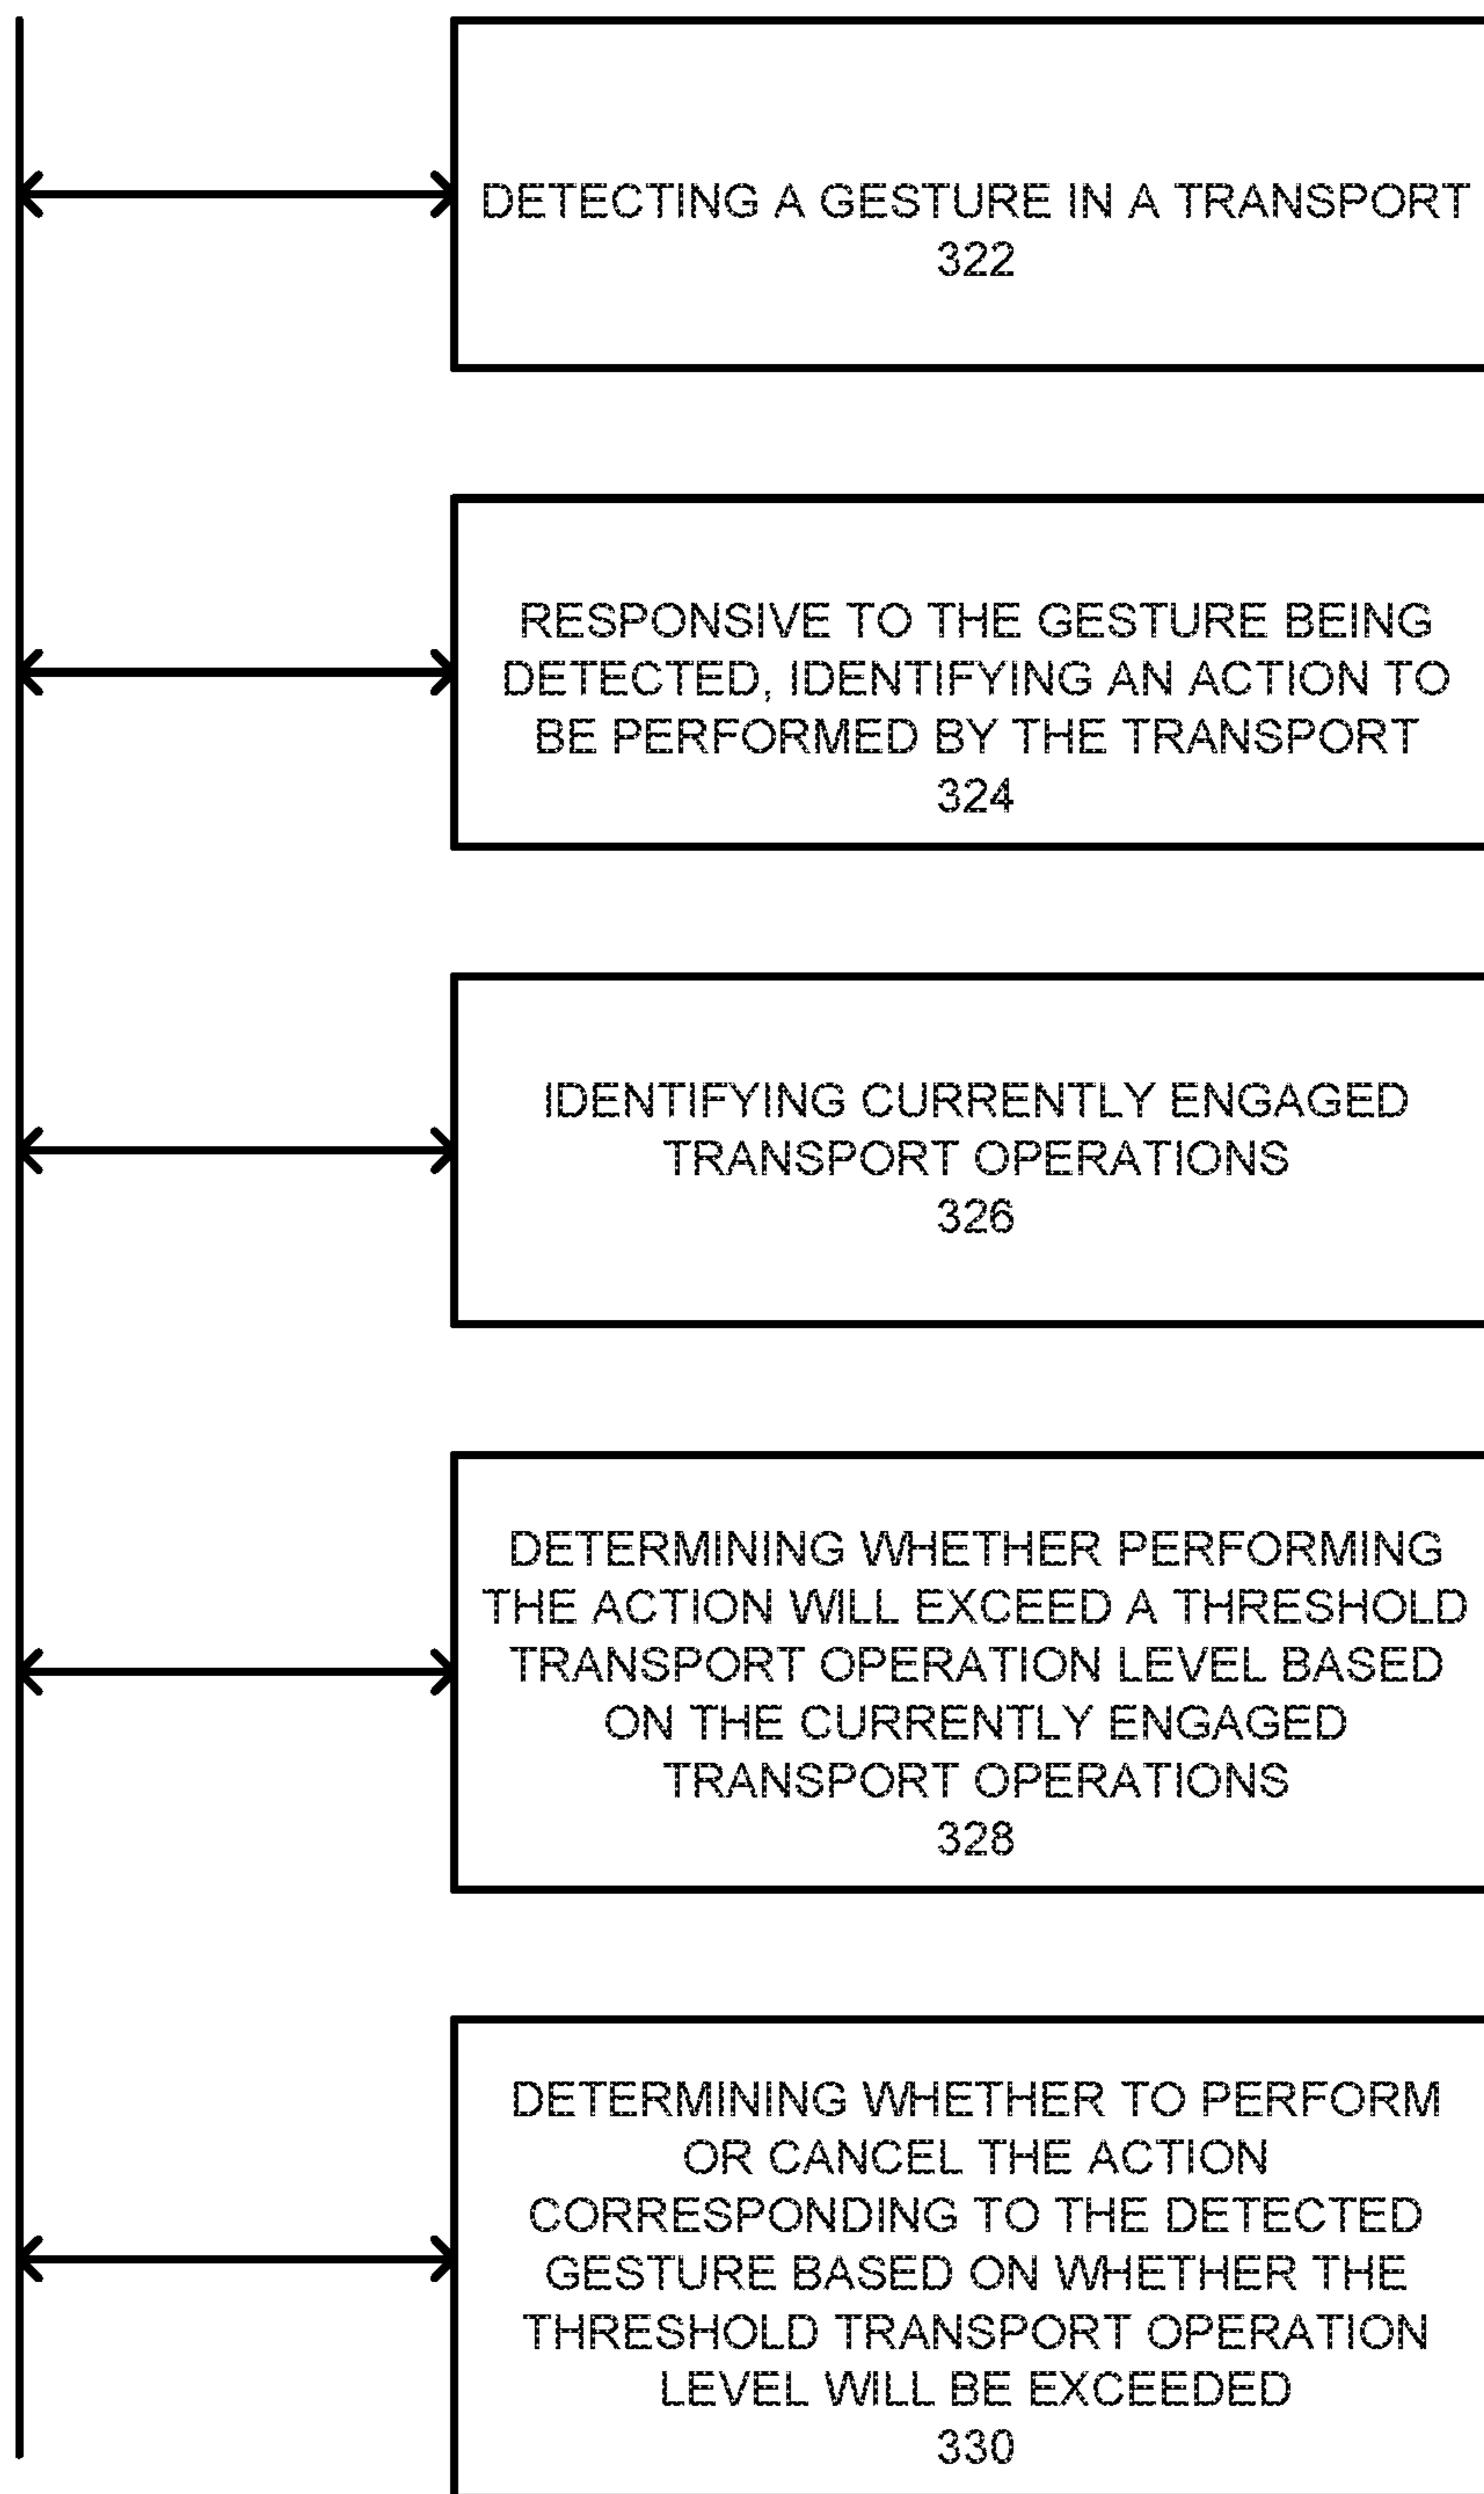 DETECTING A GESTURE IN A TRANSPORT
322
RESPONSIVE TO THE GESTURE BEING
DETECTED, IDENTIFYING AN ACTION TO
BE PERFORMED BY THE TRANSPORT
324
IDENTIFYING CURRENTLY ENGAGED
TRANSPORT OPERATIONS
326
DETERMINING WHETHER PERFORMING
THE ACTION WILL EXCEED A THRESHOLD
TRANSPORT OPERATION LEVEL BASED
ON THE CURRENTLY ENGAGED
TRANSPORT OPERATIONS
328
DETERMINING WHETHER TO PERFORM
OR CANCEL THE ACTION
CORRESPONDING TO THE DETECTED
GESTURE BASED ON WHETHER THE
THRESHOLD TRANSPORT OPERATION
LEVEL WILL BE EXCEEDED
330